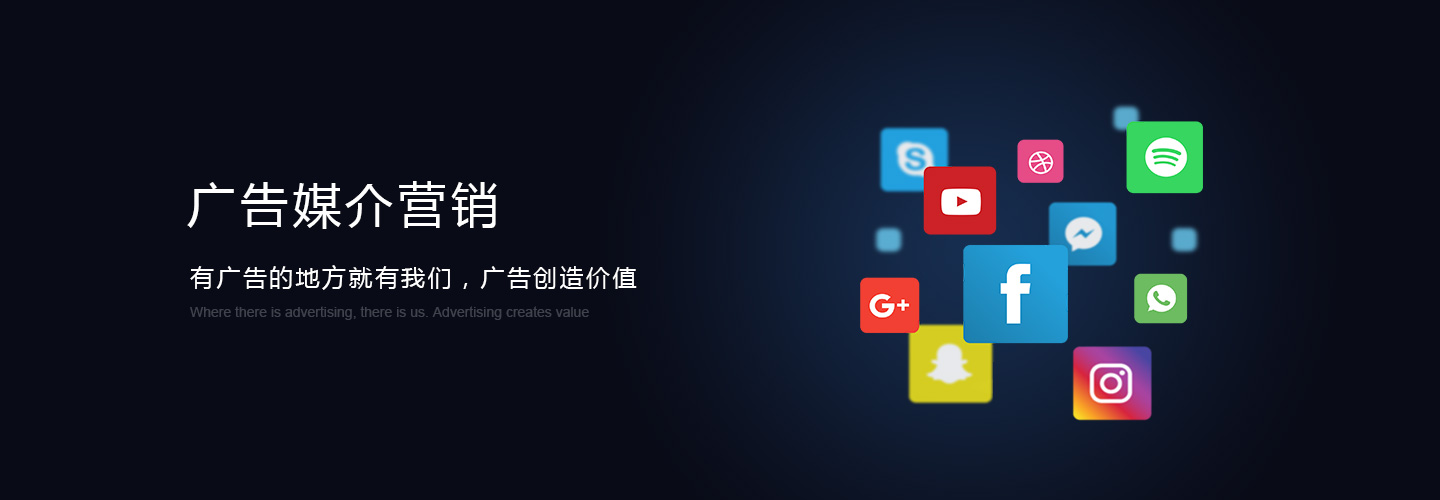 广告媒介营销
有广告的地方就有我们，广告创造价值
Where there is advertising, there is us. Advertising creates value
S
f
G+